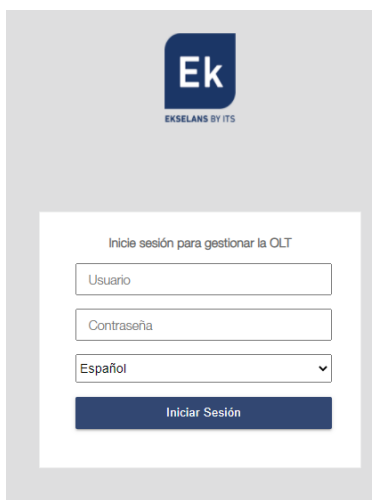 Ek
EKSELANS BY ITS
Inicie sesión para gestionar la OLT
Usuario
Contraseña
Español
Iniciar Sesión